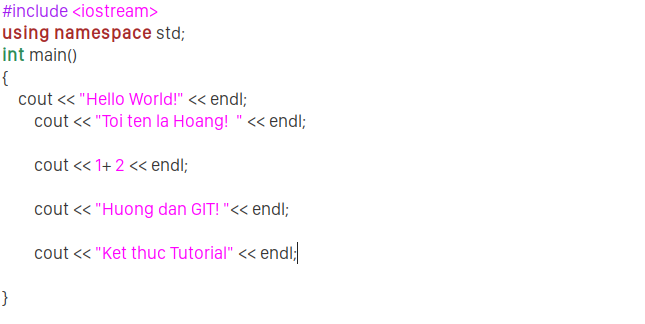 #include <iostream>
using namespace std;
int main()
{
cout << "Hello World!" << endl;
cout << "Toi ten la Hoang!  " << endl;
cout << 1+ 2 << endl;
cout << "Huong dan GIT! "<< endl;
cout << "Ket thuc Tutorial" << endl;
}